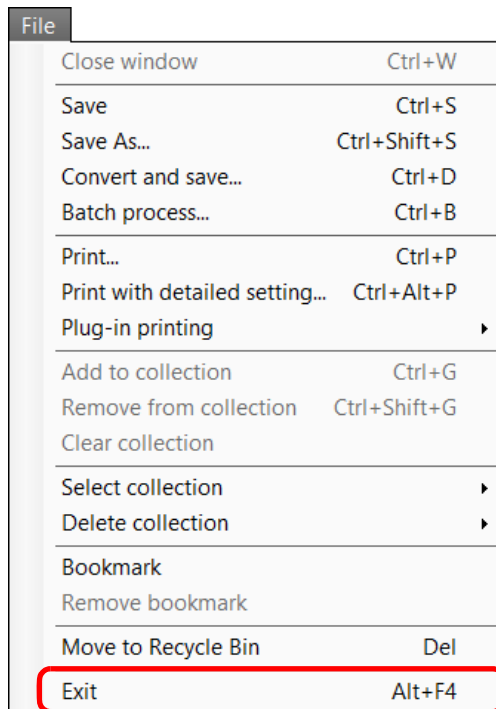 File
Close window Ctrl+W
Save Ctrl+S
Save As... Ctrl+Shift+S
Convert and save... Ctrl+D
Batch process... Ctrl+B
Print... Ctrl+P
Print with detailed setting... Ctrl+Alt+P
Plug-in printing
Add to collection Ctrl+G
Remove from collection Ctrl+Shift+G
Clear collection
Select collection
Delete collection
Bookmark
Remove bookmark
Move to Recycle Bin Del
Exit Alt+F4